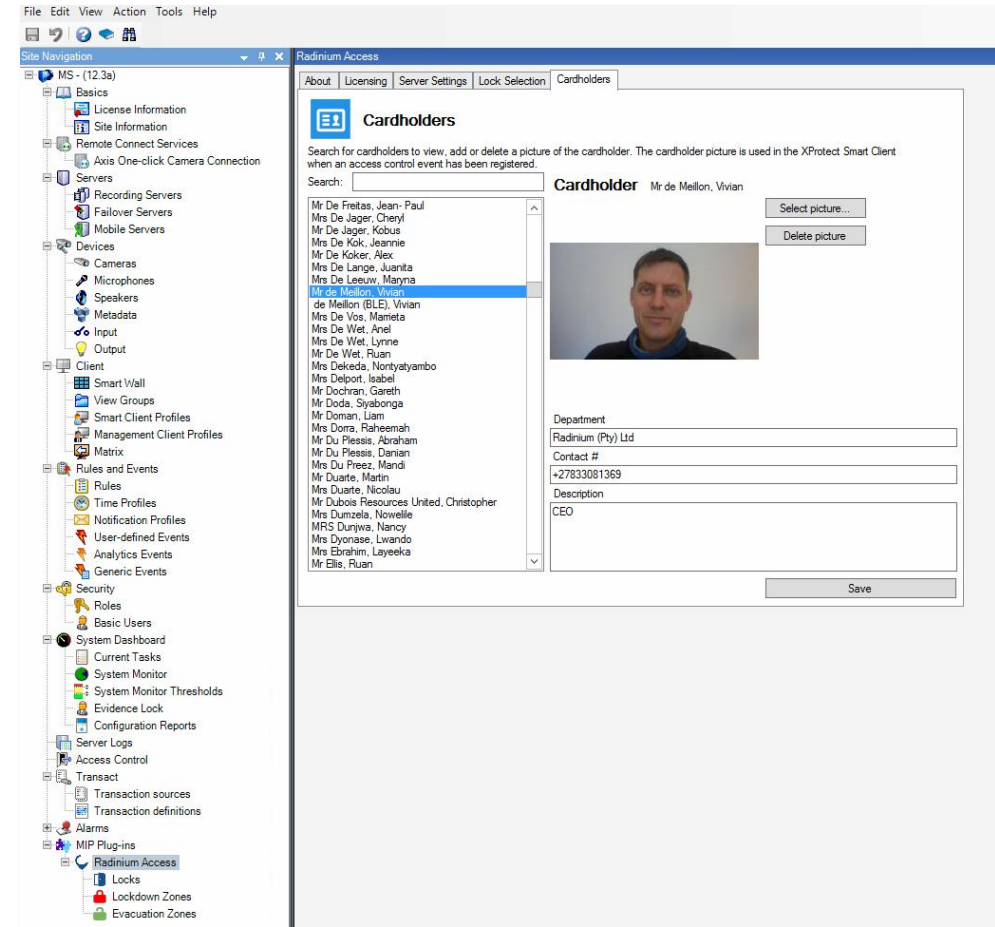 File Edit View Action Tools Help
Site Navigation
MS - (12.3a)
Basics
License Information
Site Information
Remote Connect Services
Axis One-click Camera Connection
Servers
Recording Servers
Failover Servers
Mobile Servers
Devices
Cameras
Microphones
Speakers
Metadata
Input
Output
Client
Smart Wall
View Groups
Smart Client Profiles
Management Client Profiles
Matrix
Rules and Events
Rules
Time Profiles
Notification Profiles
User-defined Events
Analytics Events
Generic Events
Security
Roles
Basic Users
System Dashboard
Current Tasks
System Monitor
System Monitor Thresholds
Evidence Lock
Configuration Reports
Server Logs
Access Control
Transact
Transaction sources
Transaction definitions
Alarms
MIP Plug-ins
Radinium Access
Locks
Lockdown Zones
Evacuation Zones
Radinium Access
About Licensing Server Settings Lock Selection Cardholders
Cardholders
Search for cardholders to view, add or delete a picture of the cardholder. The cardholder picture is used in the XProtect Smart Client
when an access control event has been registered.
Search:
Mr De Freitas, Jean- Paul
Mrs De Jager, Cheryl
Mr De Jager, Kobus
Mrs De Kok, Jeannie
Mr De Koker, Alex
Mrs De Lange, Juanita
Mrs De Leeuw, Maryna
Mr de Meillon, Vivian
de Meillon (BLE), Vivian
Mrs De Vos, Marrieta
Mrs De Wet, Anel
Mrs De Wet, Lynne
Mr De Wet, Ruan
Mrs Dekeda, Nontyatyambo
Mrs Delport, Isabel
Mr Dochran, Gareth
Mr Doda, Siyabonga
Mr Doman, Liam
Mrs Dorra, Raheemah
Mr Du Plessis, Abraham
Mr Du Plessis, Danian
Mrs Du Preez, Mandi
Mr Duarte, Martin
Mrs Duarte, Nicolau
Mr Dubois Resources United, Christopher
Mrs Dumzela, Nowelile
MRS Dunjwa, Nancy
Mrs Dyonase, Lwando
Mrs Ebrahim, Layeeka
Mr Ellis, Ruan
Cardholder Mr de Meillon, Vivian
Select picture...
Delete picture
Department
Radinium (Pty) Ltd
Contact #
+27833081369
Description
CEO
Save